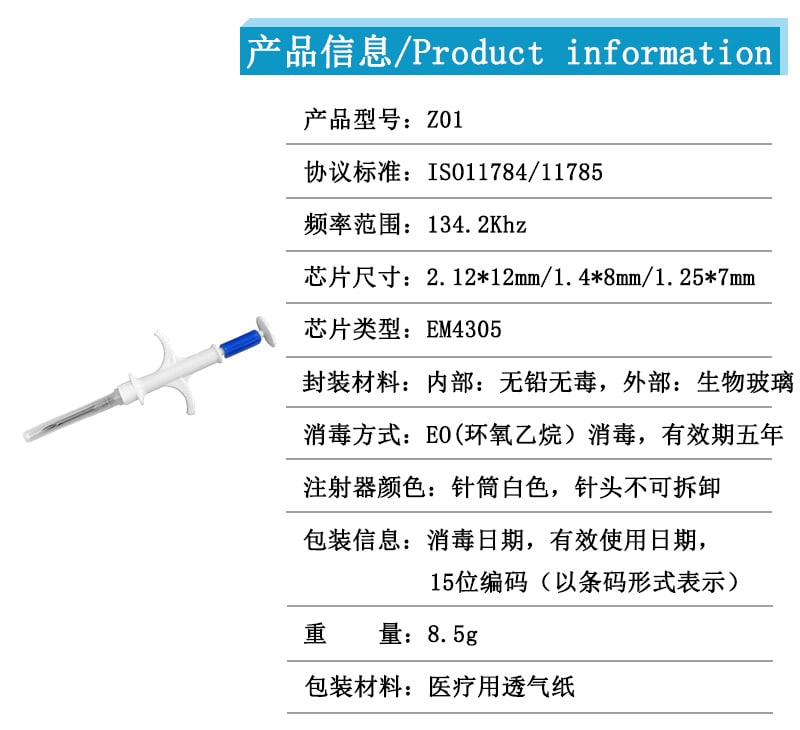 产品信息/Product information
产品型号：Z01
协议标准：ISO11784/11785
频率范围：134.2Khz
芯片尺寸：2.12*12mm/1.4*8mm/1.25*7mm
芯片类型：EM4305
封装材料：内部：无铅无毒，外部：生物玻璃
消毒方式：EO(环氧乙烷）消毒，有效期五年
注射器颜色：针筒白色，针头不可拆卸
包装信息：消毒日期，有效使用日期，
15位编码（以条码形式表示）
重 量：8.5g
包装材料：医疗用透气纸